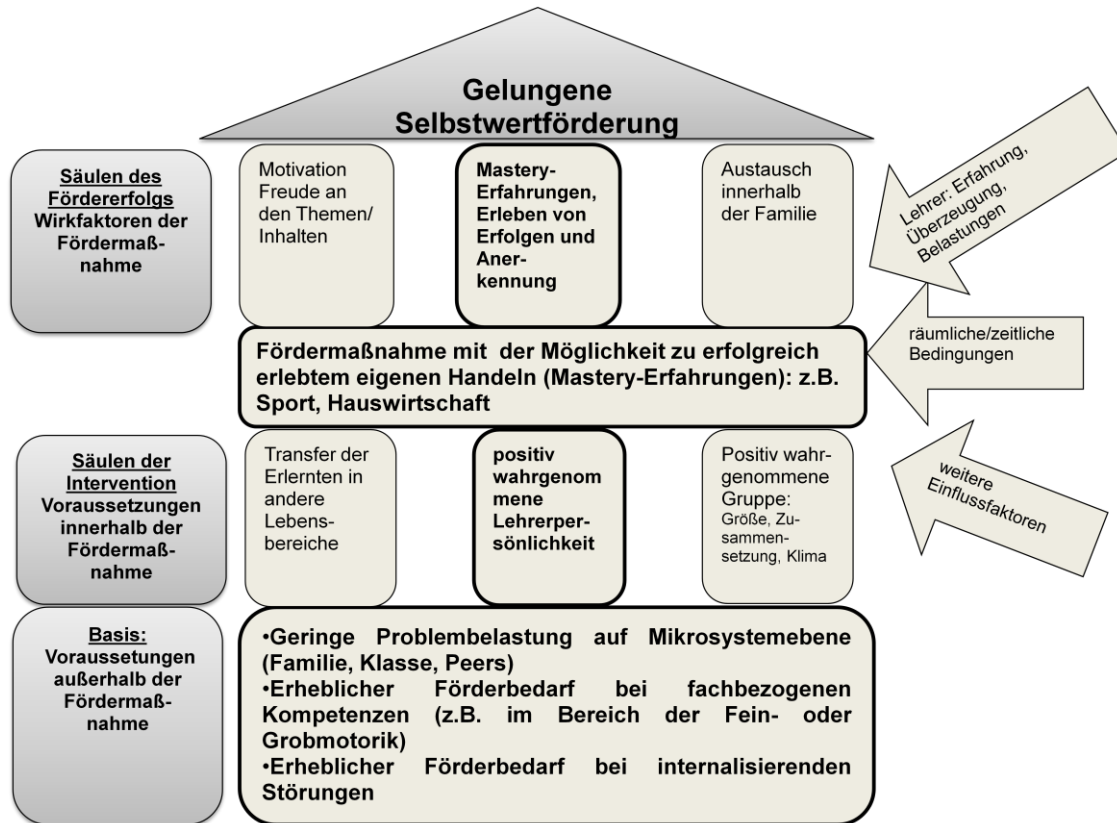 Gelungene
Selbstwertförderung
Säulen des
Fördererfolgs
Wirkfaktoren der
Fördermaß-
nahme
Motivation
Freude an
den Themen/
Inhalten
Mastery-
Erfahrungen,
Erleben von
Erfolgen und
Aner-
kennung
Austausch
innerhalb
der Familie
Lehrer: Erfahrung,
Überzeugung,
Belastungen
Fördermaßnahme mit der Möglichkeit zu erfolgreich
erlebtem eigenen Handeln (Mastery-Erfahrungen): z.B.
Sport, Hauswirtschaft
räumliche/zeitliche
Bedingungen
Säulen der
Intervention
Voraussetzungen
innerhalb der
Fördermaß-
nahme
Transfer der
Erlernten in
andere
Lebens-
bereiche
positiv
wahrgenom
mene
Lehrerper-
sönlichkeit
Positiv wahr-
genommene
Gruppe:
Größe, Zu-
sammen-
setzung, Klima
weitere
Einflussfaktoren
Basis:
Voraussetungen
außerhalb der
Fördermaß-
nahme
•Geringe Problembelastung auf Mikrosystemebene
(Familie, Klasse, Peers)
•Erheblicher Förderbedarf bei fachbezogenen
Kompetenzen (z.B. im Bereich der Fein- oder
Grobmotorik)
•Erheblicher Förderbedarf bei internalisierenden
Störungen